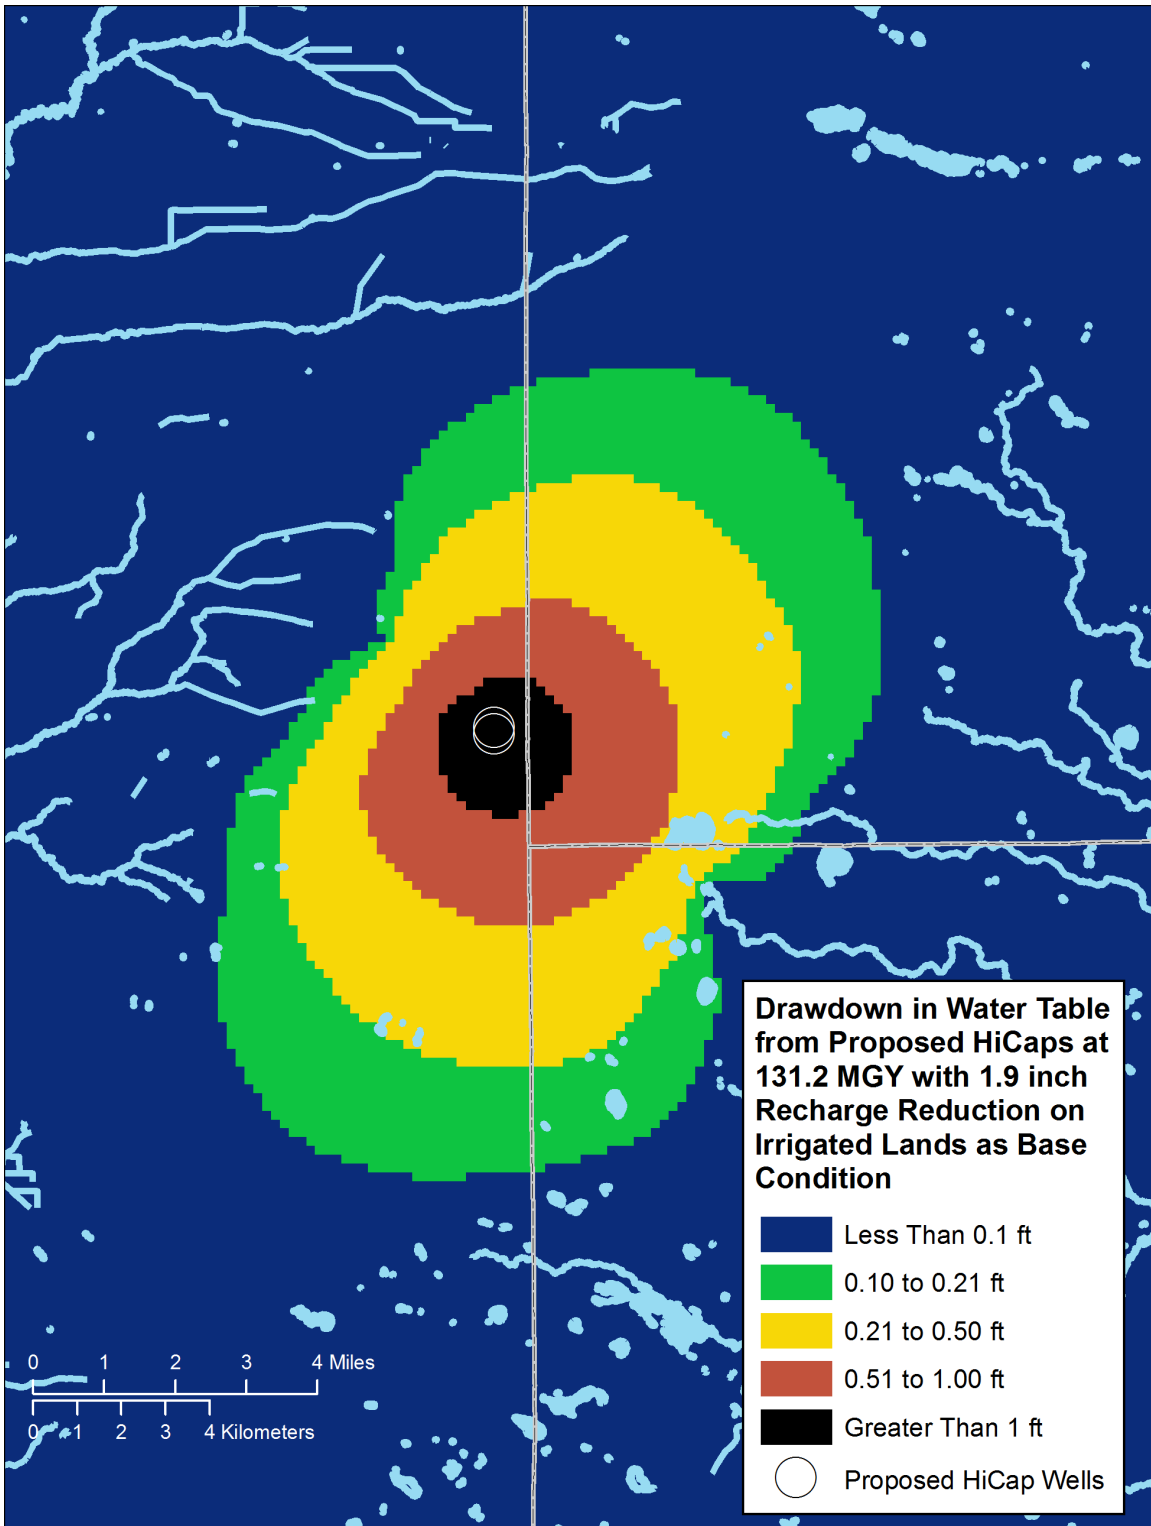 Drawdown in Water Table
from Proposed HiCaps at
131.2 MGY with 1.9 inch
Recharge Reduction on
Irrigated Lands as Base
Condition
Less Than 0.1 ft
0.10 to 0.21 ft
0.21 to 0.50 ft
0.51 to 1.00 ft
Greater Than 1 ft
Proposed HiCap Wells
0 1 2 3 4 Miles
0 1 2 3 4 Kilometers